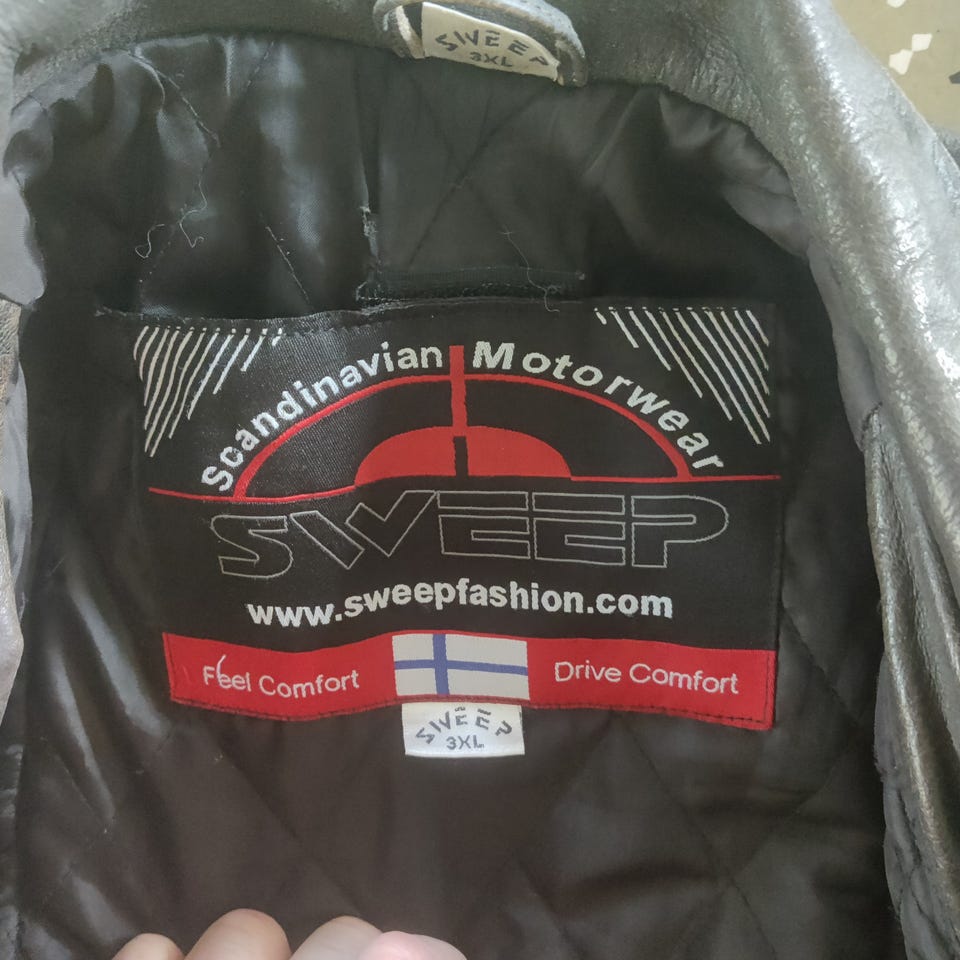 SWEEP
3XL
Scandinavian Motorwear
SWEEP
www.sweepfashion.com
Feel Comfort Drive Comfort
SWEEP
3XL